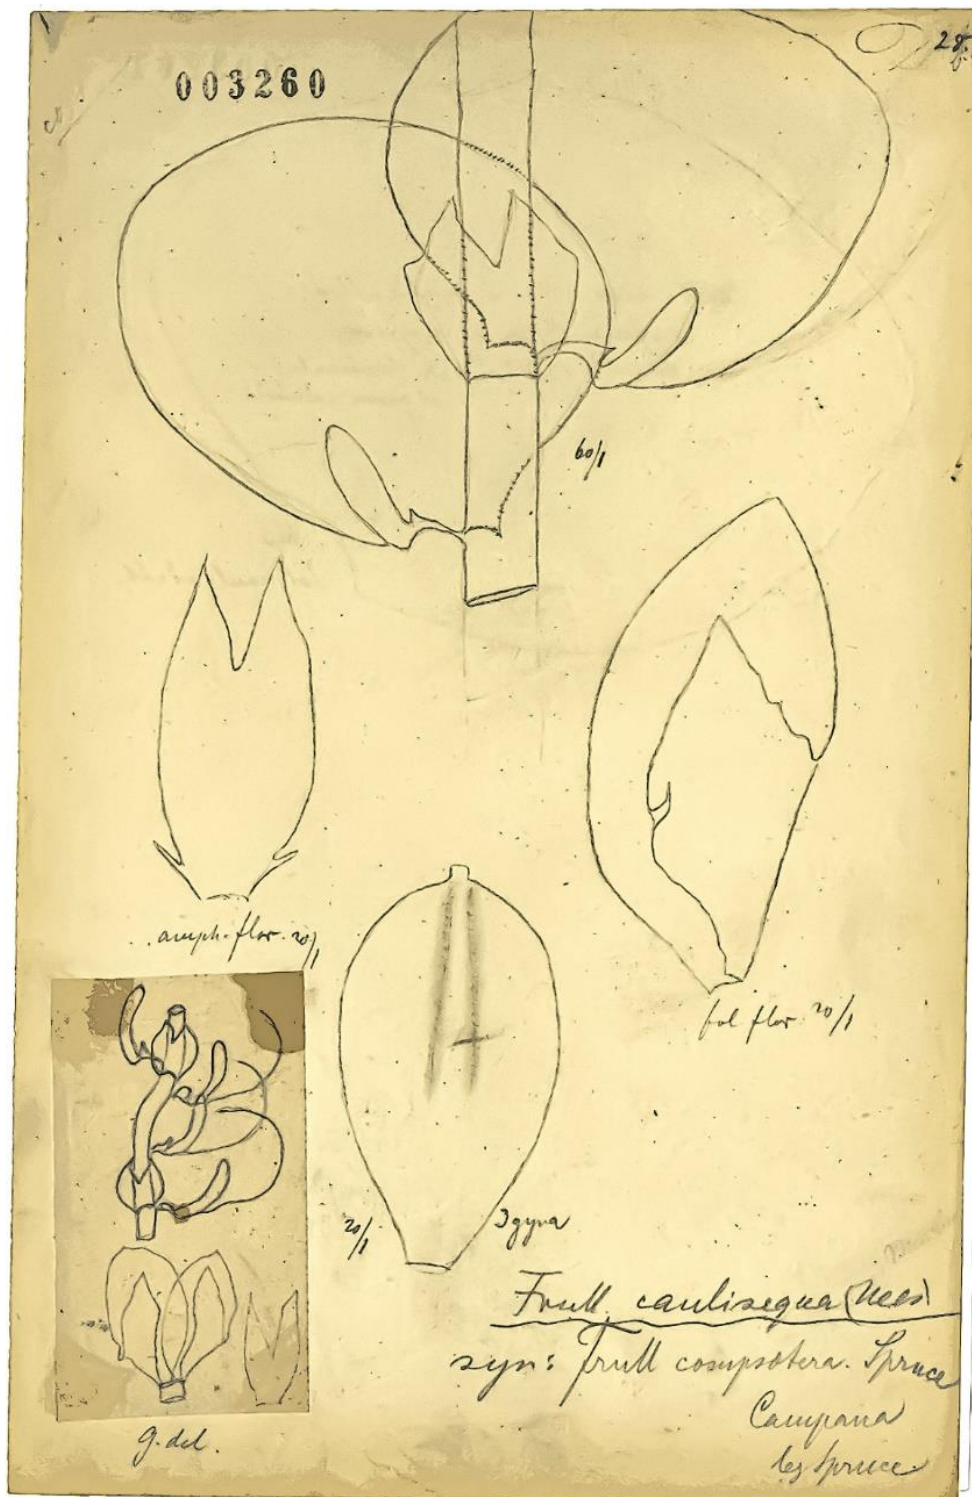 003260
28.
60/1
amph. flor. 20/1
fol flor 20/1
20/1
3gyna
Frull. caulisequa (Nees)
syn: Frull compsotera. Spruce
Campana
leg Spruce
G. del.